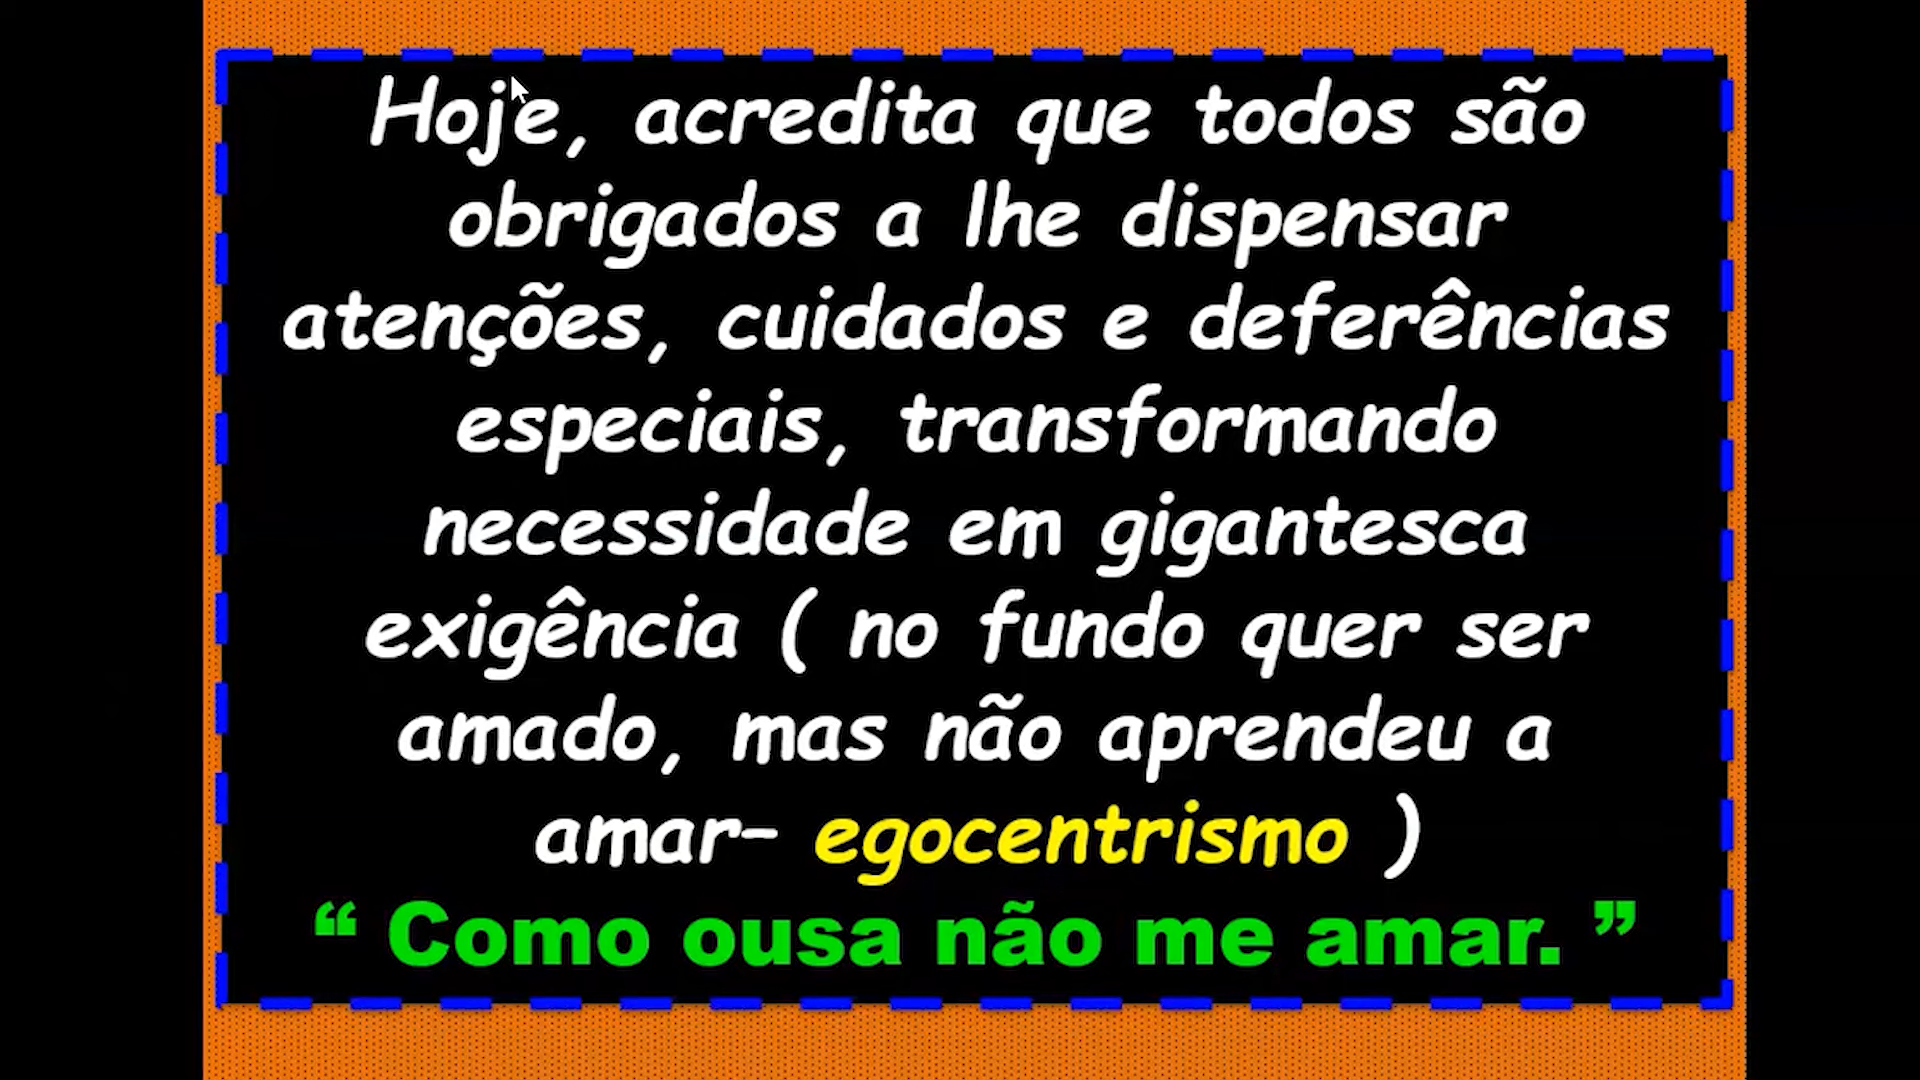 Hoje, acredita que todos são
obrigados a lhe dispensar
atenções, cuidados e deferências
especiais, transformando
necessidade em gigantesca
exigência ( no fundo quer ser
amado, mas não aprendeu a
amar– egocentrismo )
“ Como ousa não me amar. ”